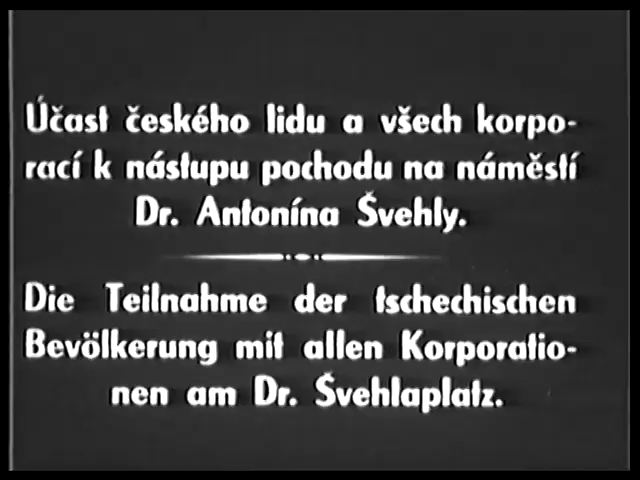 Účast českého lidu a všech korpo-
rací k nástupu pochodu na náměstí
Dr. Antonína Švehly.
Die Teilnahme der tschechischen
Bevölkerung mit allen Korporatio-
nen am Dr. Švehlaplatz.